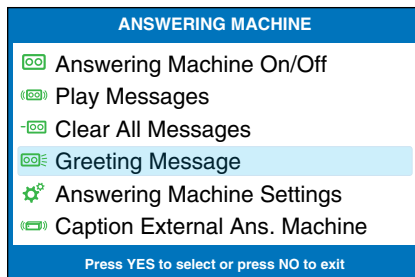 ANSWERING MACHINE
Answering Machine On/Off
Play Messages
Clear All Messages
Greeting Message
Answering Machine Settings
Caption External Ans. Machine
Press YES to select or press NO to exit